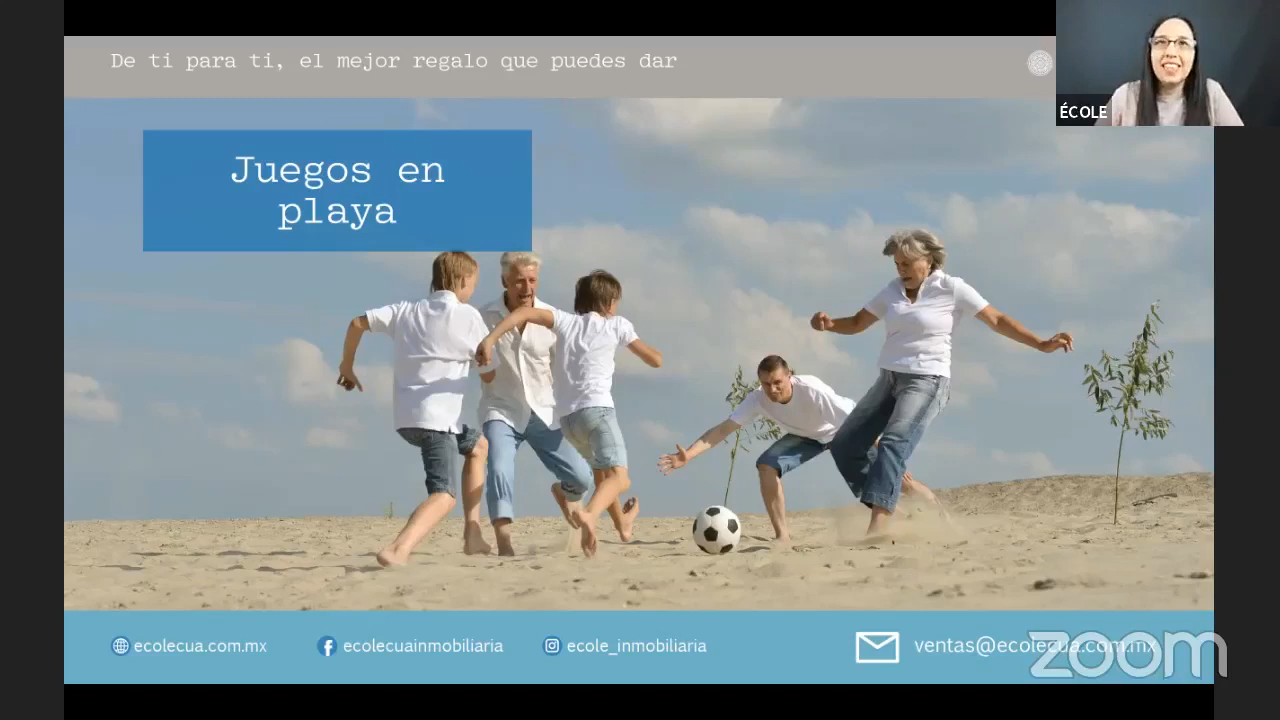 De ti para ti, el mejor regalo que puedes dar
ÉCOLE
Juegos en
playa
ecolecua.com.mx
ecolecuainmobiliaria
ecole_inmobiliaria
ventas@ecolecua.com.mx
zoom